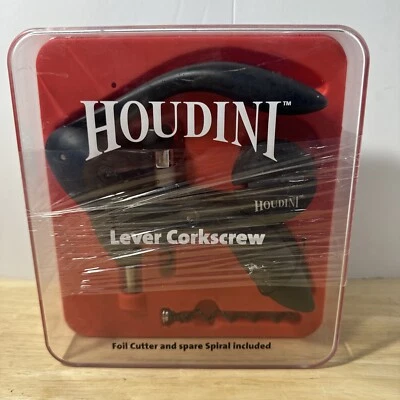 HOUDINI™
HOUDINI
Lever Corkscrew
Foil Cutter and spare Spiral included